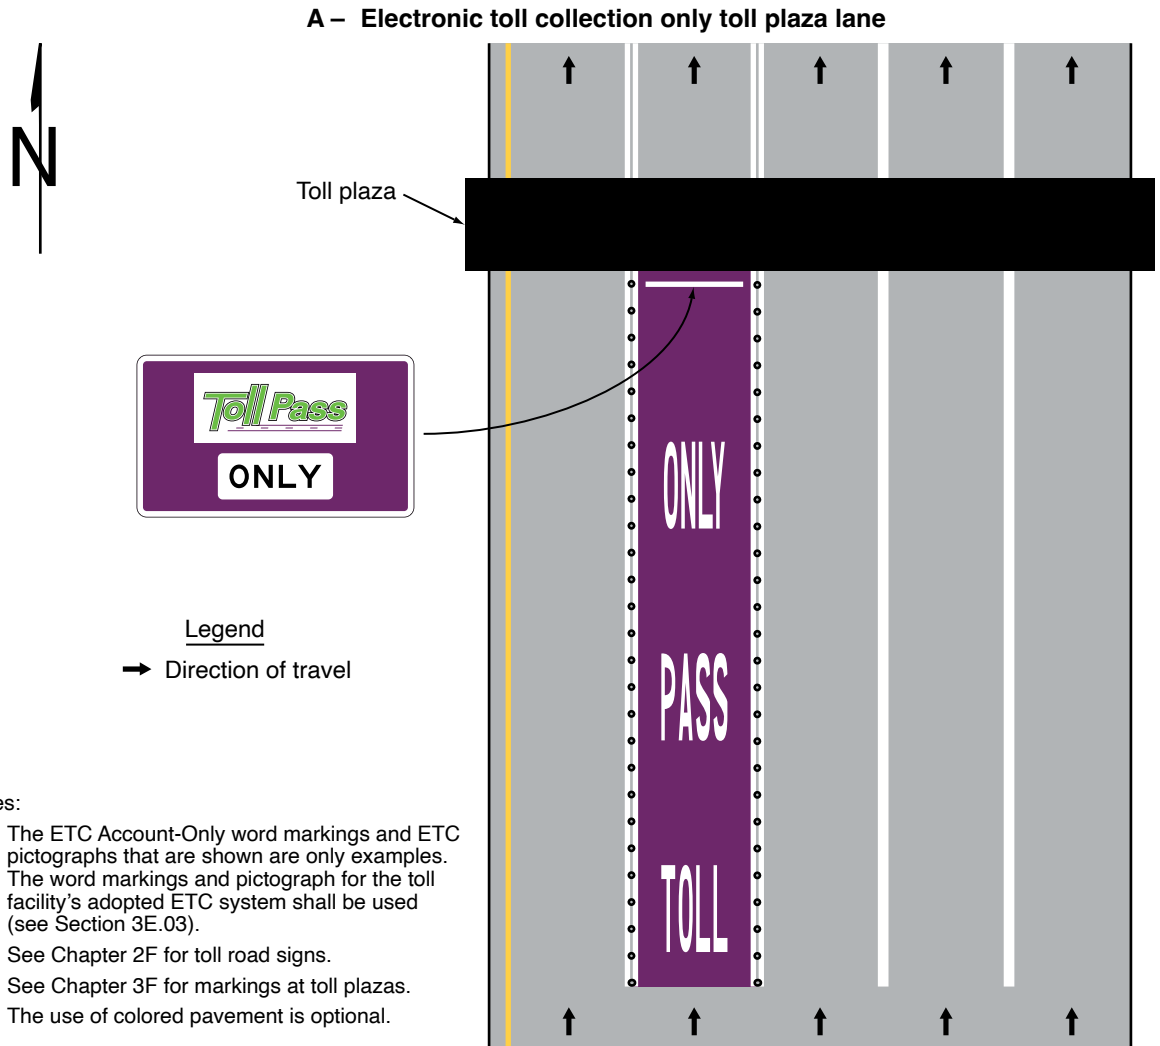 A – Electronic toll collection only toll plaza lane
N
Toll plaza
Toll Pass
ONLY
ONLY
PASS
TOLL
Legend
Direction of travel
es:
The ETC Account-Only word markings and ETC
pictographs that are shown are only examples.
The word markings and pictograph for the toll
facility’s adopted ETC system shall be used
(see Section 3E.03).
See Chapter 2F for toll road signs.
See Chapter 3F for markings at toll plazas.
The use of colored pavement is optional.